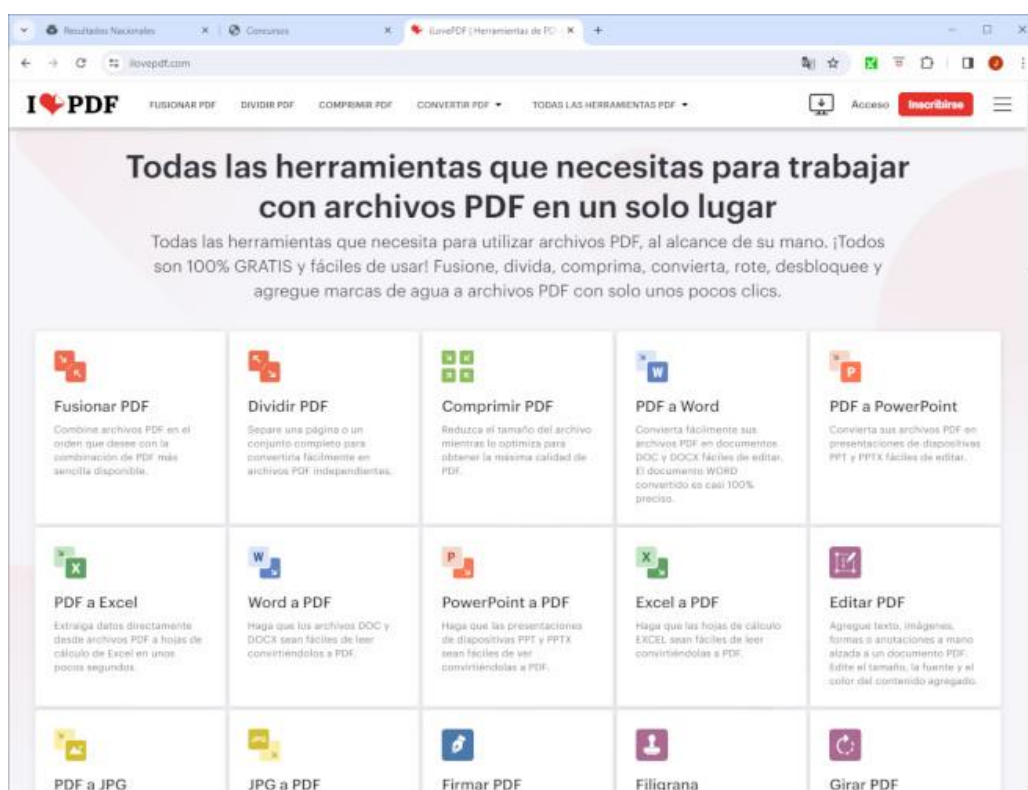 Resultados Nacionales
Concursos
iLovePDF | Herramientas de PD
ilovepdf.com
I PDF
FUSIONAR PDF
DIVIDIR PDF
COMPRIMIR PDF
CONVERTIR PDF
TODAS LAS HERRAMIENTAS PDF
Acceso
Inscribirse
Todas las herramientas que necesitas para trabajar
con archivos PDF en un solo lugar
Todas las herramientas que necesita para utilizar archivos PDF, al alcance de su mano. ¡Todos
son 100% GRATIS y fáciles de usar! Fusione, divida, comprima, convierta, rote, desbloquee y
agregue marcas de agua a archivos PDF con solo unos pocos clics.
Fusionar PDF
Combine archivos PDF en el
orden que desee con la
combinación de PDF más
sencilla disponible.
Dividir PDF
Separe una página o un
conjunto completo para
convertirla fácilmente en
archivos PDF independientes.
Comprimir PDF
Reduzca el tamaño del archivo
mientras lo optimiza para
obtener la máxima calidad de
PDF.
W
PDF a Word
Convierta fácilmente sus
archivos PDF en documentos
DOC y DOCX fáciles de editar.
El documento WORD
convertido es casi 100%
preciso.
P
PDF a PowerPoint
Convierta sus archivos PDF en
presentaciones de diapositivas
PPT y PPTX fáciles de editar.
X
PDF a Excel
Extraiga datos directamente
desde archivos PDF a hojas de
cálculo de Excel en unos
pocos segundos.
W
Word a PDF
Haga que los archivos DOC y
DOCX sean fáciles de leer
convirtiéndolos a PDF.
P
PowerPoint a PDF
Haga que las presentaciones
de diapositivas PPT y PPTX
sean fáciles de ver
convirtiéndolas a PDF.
X
Excel a PDF
Haga que las hojas de cálculo
EXCEL sean fáciles de leer
convirtiéndolas a PDF.
Editar PDF
Agregue texto, imágenes,
formas o anotaciones a mano
alzada a un documento PDF.
Edite el tamaño, la fuente y el
color del contenido agregado.
PDF a JPG
JPG
JPG a PDF
Firmar PDF
Filigrana
Girar PDF